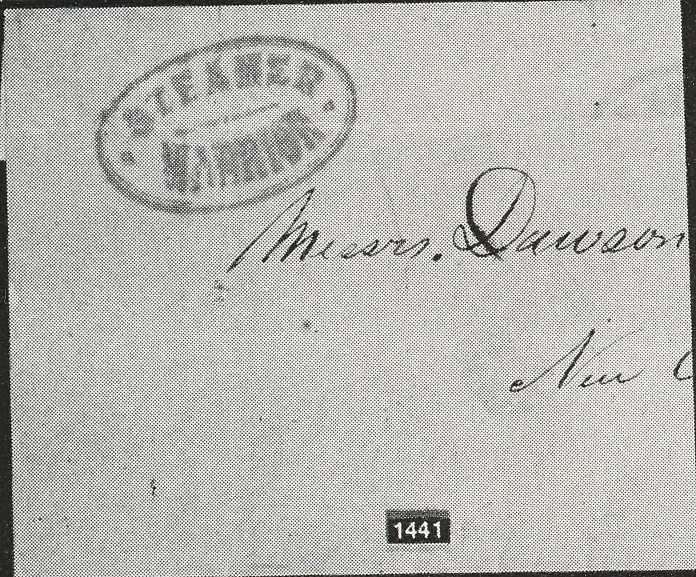 STEAMER
WARRIOR
Messrs. Dawson
New
1441